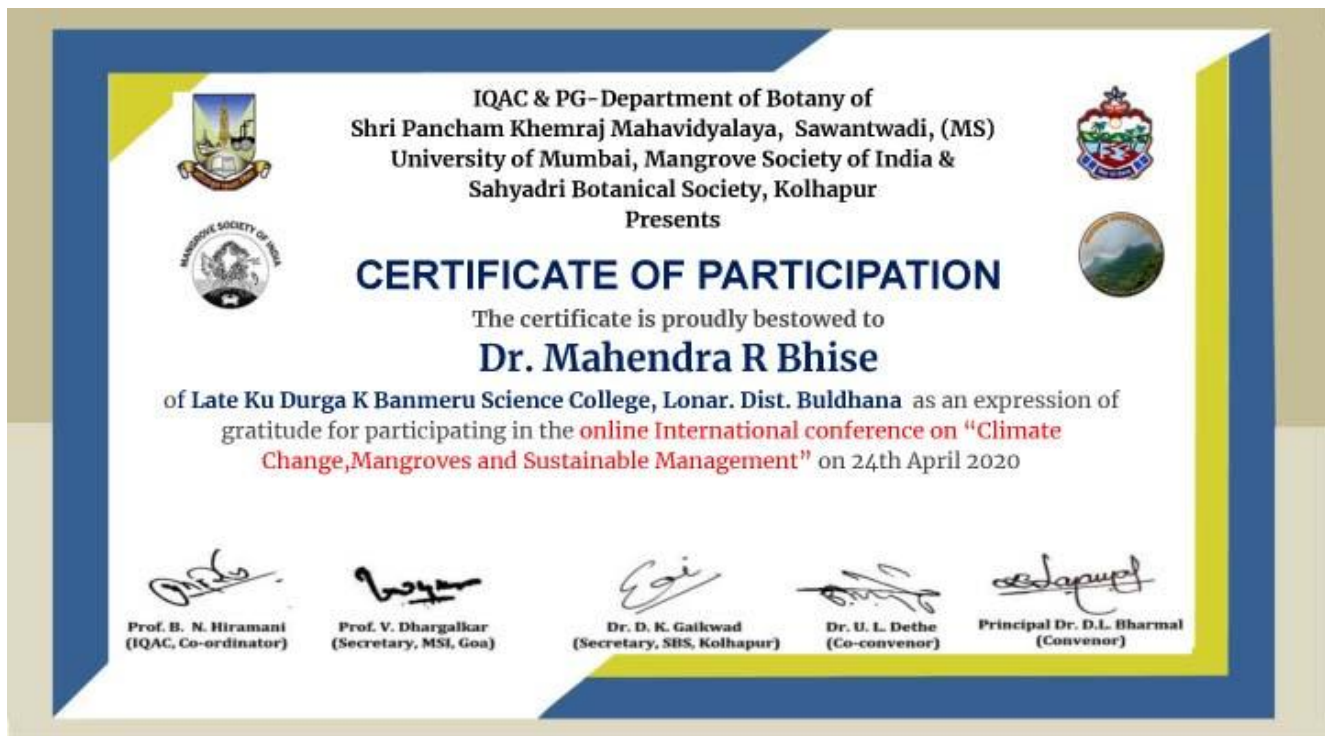 IQAC & PG-Department of Botany of
Shri Pancham Khemraj Mahavidyalaya, Sawantwadi, (MS)
University of Mumbai, Mangrove Society of India &
Sahyadri Botanical Society, Kolhapur
Presents
MANGROVE SOCIETY OF INDIA
CERTIFICATE OF PARTICIPATION
The certificate is proudly bestowed to
Dr. Mahendra R Bhise
of Late Ku Durga K Banmeru Science College, Lonar. Dist. Buldhana as an expression of
gratitude for participating in the online International conference on “Climate
Change,Mangroves and Sustainable Management” on 24th April 2020
Prof. B. N. Hiramani
(IQAC, Co-ordinator)
Prof. V. Dhargalkar
(Secretary, MSI, Goa)
Dr. D. K. Gaikwad
(Secretary, SBS, Kolhapur)
Dr. U. L. Dethe
(Co-convenor)
Principal Dr. D.L. Bharmal
(Convenor)